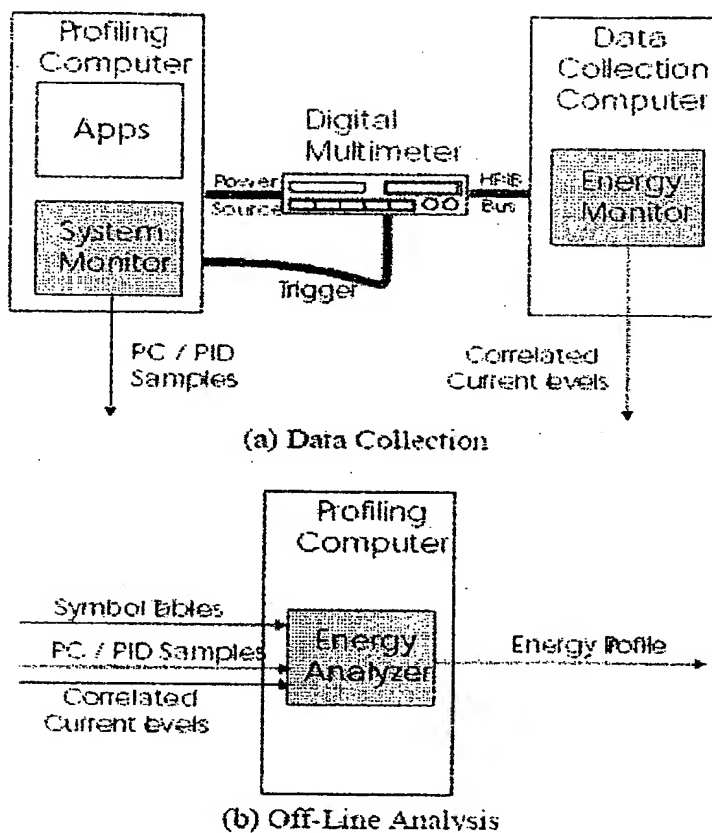 Profiling
Computer
Apps
System
Monitor
Power
Source
Digital
Multimeter
HPIB
Bus
Trigger
Data
Collection
Computer
Energy
Monitor
PC / PID
Samples
Correlated
Current levels
(a) Data Collection
Profiling
Computer
Symbol Tables
PC / PID Samples
Correlated
Current levels
Energy
Analyzer
Energy Profile
(b) Off-Line Analysis